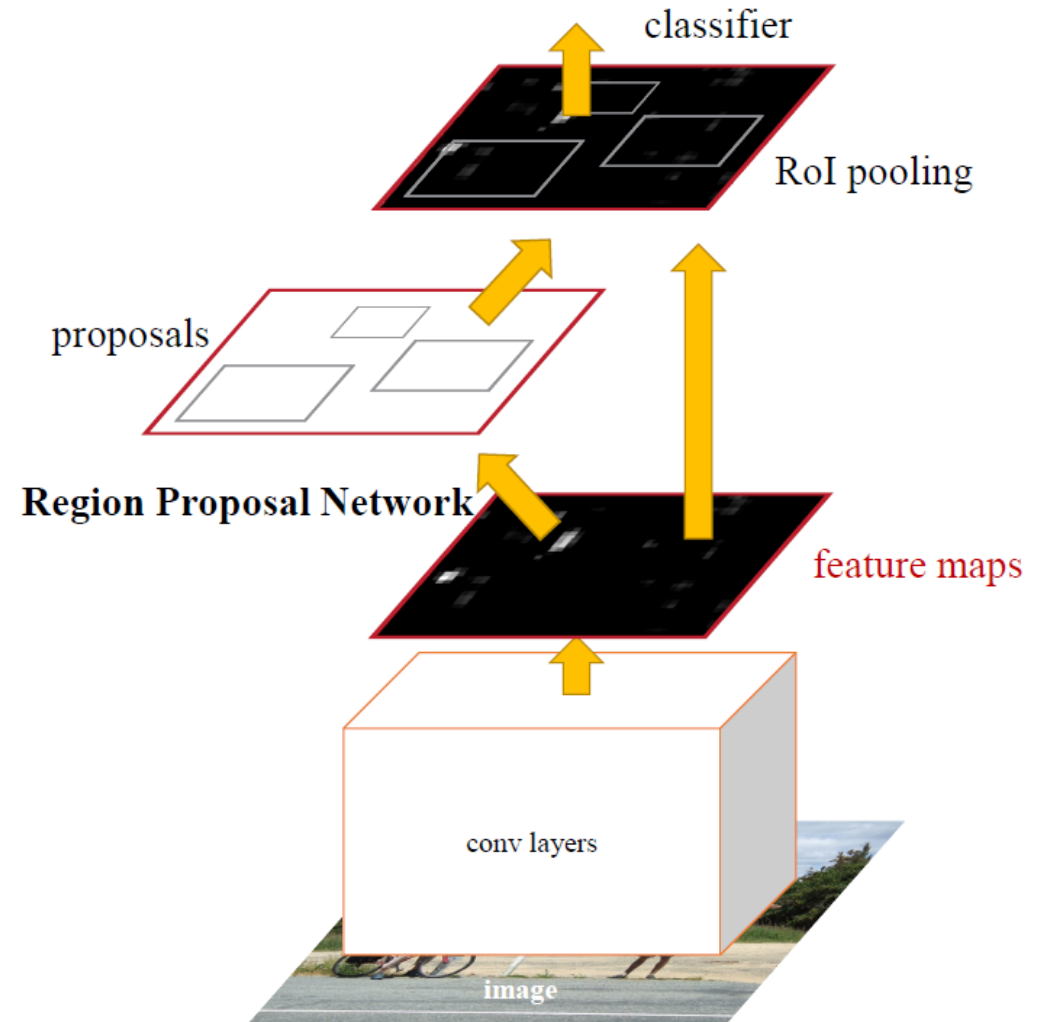 classifier
RoI pooling
proposals
Region Proposal Network
feature maps
conv layers
image